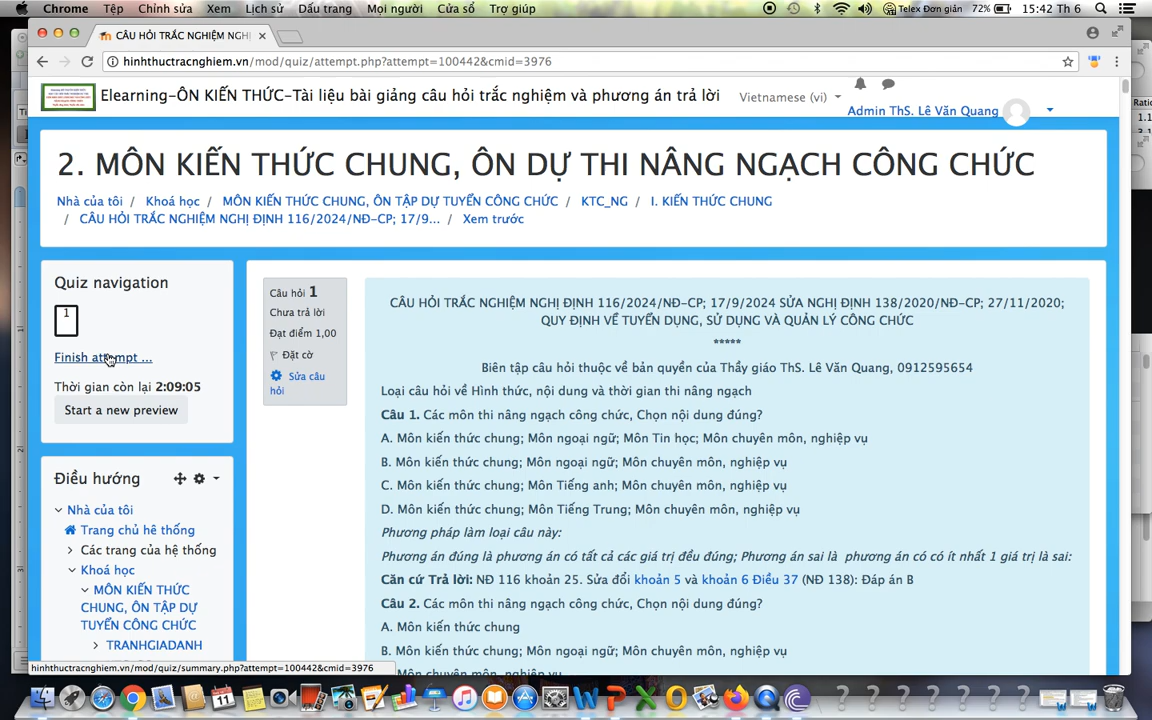 Chrome Tệp Chỉnh sửa Xem Lịch sử Dấu trang Mọi người Cửa sổ Trợ giúp Telex Đơn giản 72% 15:42 Th 6
CÂU HỎI TRẮC NGHIỆM NGHỊ
hinhthuctracnghiem.vn/mod/quiz/attempt.php?attempt=100442&cmid=3976
Elearning-ÔN KIẾN THỨC-Tài liệu bài giảng câu hỏi trắc nghiệm và phương án trả lời Vietnamese (vi)
Admin ThS. Lê Văn Quang
2. MÔN KIẾN THỨC CHUNG, ÔN DỰ THI NÂNG NGẠCH CÔNG CHỨC
Nhà của tôi / Khoá học / MÔN KIẾN THỨC CHUNG, ÔN TẬP DỰ TUYỂN CÔNG CHỨC / KTC_NG / I. KIẾN THỨC CHUNG
/ CÂU HỎI TRẮC NGHIỆM NGHỊ ĐỊNH 116/2024/NĐ-CP; 17/9... / Xem trước
Quiz navigation
1
Finish attempt ...
Thời gian còn lại 2:09:05
Start a new preview
Điều hướng
Nhà của tôi
Trang chủ hệ thống
Các trang của hệ thống
Khoá học
MÔN KIẾN THỨC
CHUNG, ÔN TẬP DỰ
TUYỂN CÔNG CHỨC
TRANGIADANH
Câu hỏi 1
Chưa trả lời
Đạt điểm 1,00
Đặt cờ
Sửa câu
hỏi
CÂU HỎI TRẮC NGHIỆM NGHỊ ĐỊNH 116/2024/NĐ-CP; 17/9/2024 SỬA NGHỊ ĐỊNH 138/2020/NĐ-CP; 27/11/2020;
QUY ĐỊNH VỀ TUYỂN DỤNG, SỬ DỤNG VÀ QUẢN LÝ CÔNG CHỨC
*****
Biên tập câu hỏi thuộc về bản quyền của Thầy giáo ThS. Lê Văn Quang, 0912595654
Loại câu hỏi về Hình thức, nội dung và thời gian thi nâng ngạch
Câu 1. Các môn thi nâng ngạch công chức, Chọn nội dung đúng?
A. Môn kiến thức chung; Môn ngoại ngữ; Môn Tin học; Môn chuyên môn, nghiệp vụ
B. Môn kiến thức chung; Môn ngoại ngữ; Môn chuyên môn, nghiệp vụ
C. Môn kiến thức chung; Môn Tiếng anh; Môn chuyên môn, nghiệp vụ
D. Môn kiến thức chung; Môn Tiếng Trung; Môn chuyên môn, nghiệp vụ
Phương pháp làm loại câu này:
Phương án đúng là phương án có tất cả các giá trị đều đúng; Phương án sai là phương án có có ít nhất 1 giá trị là sai:
Căn cứ Trả lời: NĐ 116 khoản 25. Sửa đổi khoản 5 và khoản 6 Điều 37 (NĐ 138): Đáp án B
Câu 2. Các môn thi nâng ngạch công chức, Chọn nội dung đúng?
A. Môn kiến thức chung
B. Môn kiến thức chung; Môn ngoại ngữ; Môn chuyên môn, nghiệp vụ
Môn chuyên môn, nghiệp vụ
hinhthuctracnghiem.vn/mod/quiz/summary.php?attempt=100442&cmid=3976